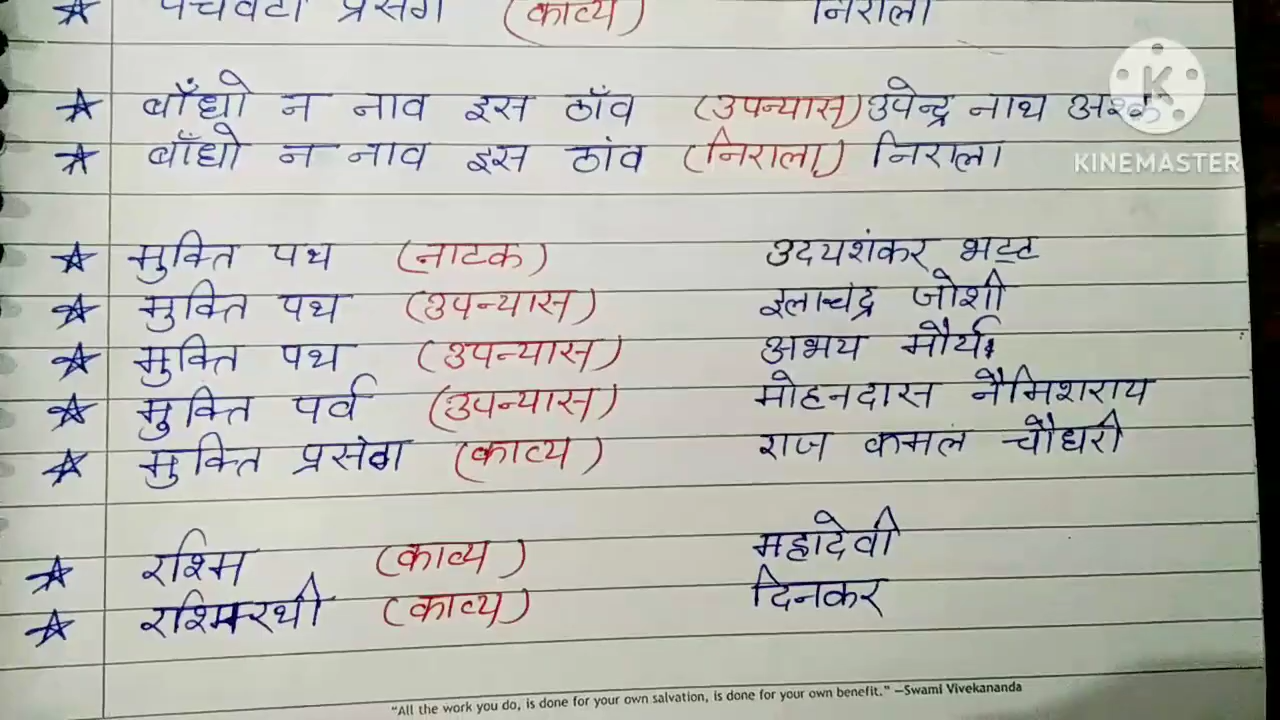 पंचवटी प्रसंग (काव्य) निराला
बाँधो न नाव इस ठाँव (उपन्यास) उपेन्द्र नाथ अश्क
बाँधो न नाव इस ठांव (निराला) निराला
मुक्ति पथ (नाटक) उदयशंकर भट्ट
मुक्ति पथ (उपन्यास) इलाचंद्र जोशी
मुक्ति पथ (उपन्यास) अभय मौर्य
मुक्ति पर्व (उपन्यास) मोहनदास नैमिशराय
मुक्ति प्रसंग (काव्य) राज कमल चौधरी
रश्मि (काव्य) महादेवी
रश्मिरथी (काव्य) दिनकर
"All the work you do, is done for your own salvation, is done for your own benefit." –Swami Vivekananda
K
KINEMASTER